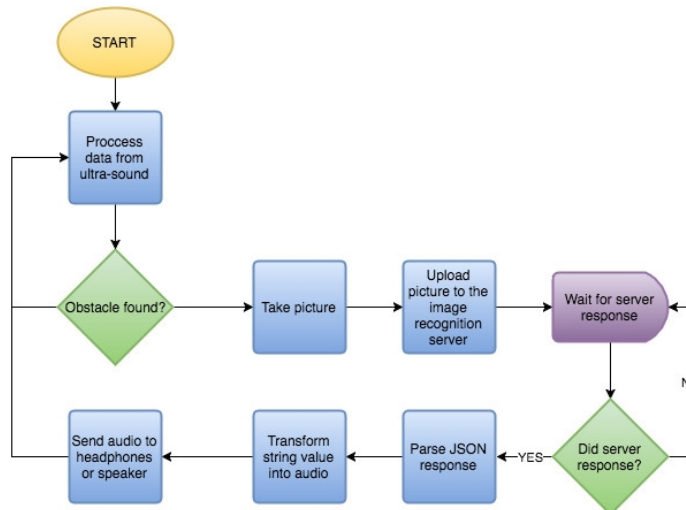 START
Proccess
data from
ultra-sound
Obstacle found?
Take picture
Upload
picture to the
image
recognition
server
Wait for server
response
Did server
response?
YES
Parse JSON
response
Transform
string value
into audio
Send audio to
headphones
or speaker